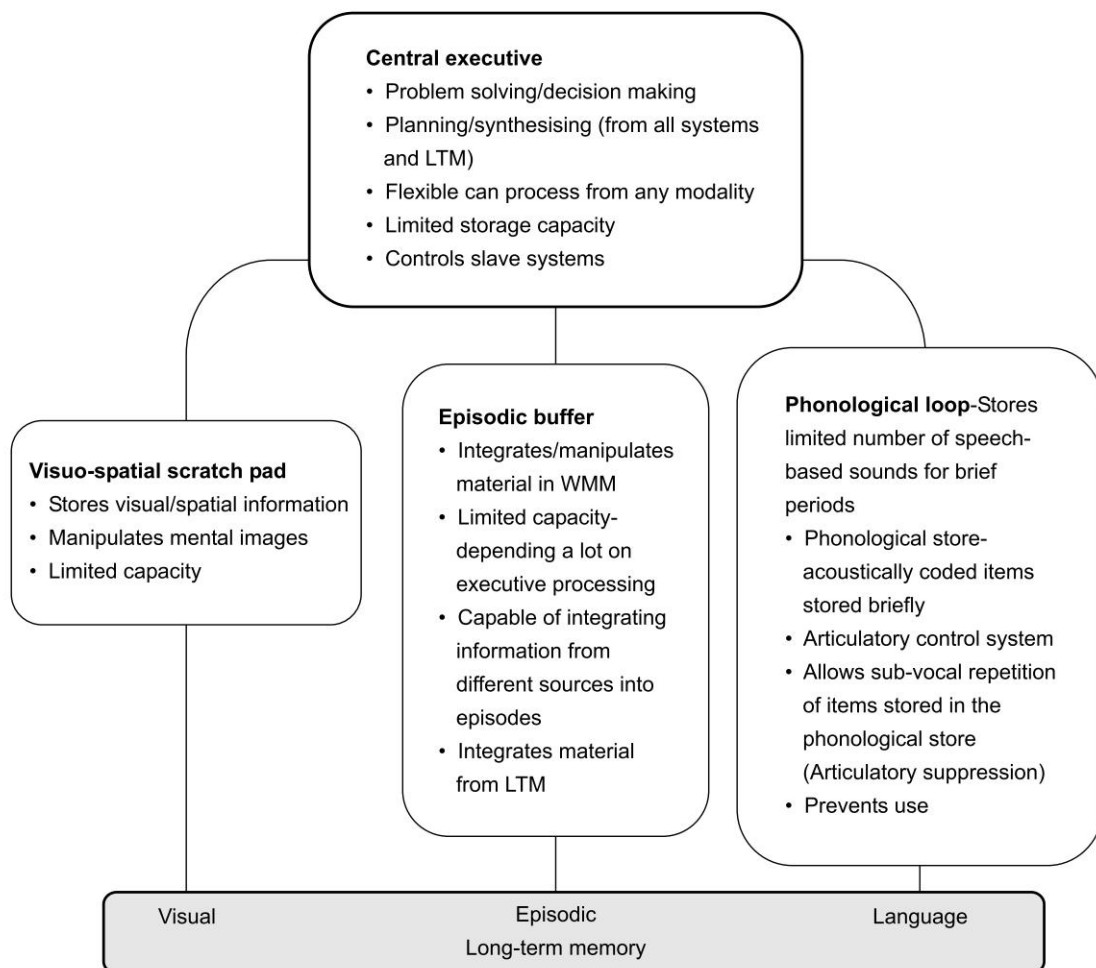 Central executive
• Problem solving/decision making
• Planning/synthesising (from all systems
and LTM)
• Flexible can process from any modality
• Limited storage capacity
• Controls slave systems
Visuo-spatial scratch pad
• Stores visual/spatial information
• Manipulates mental images
• Limited capacity
Episodic buffer
• Integrates/manipulates
material in WMM
• Limited capacity-
depending a lot on
executive processing
• Capable of integrating
information from
different sources into
episodes
• Integrates material
from LTM
Phonological loop-Stores
limited number of speech-
based sounds for brief
periods
• Phonological store-
acoustically coded items
stored briefly
• Articulatory control system
• Allows sub-vocal repetition
of items stored in the
phonological store
(Articulatory suppression)
• Prevents use
Visual Episodic Language
Long-term memory